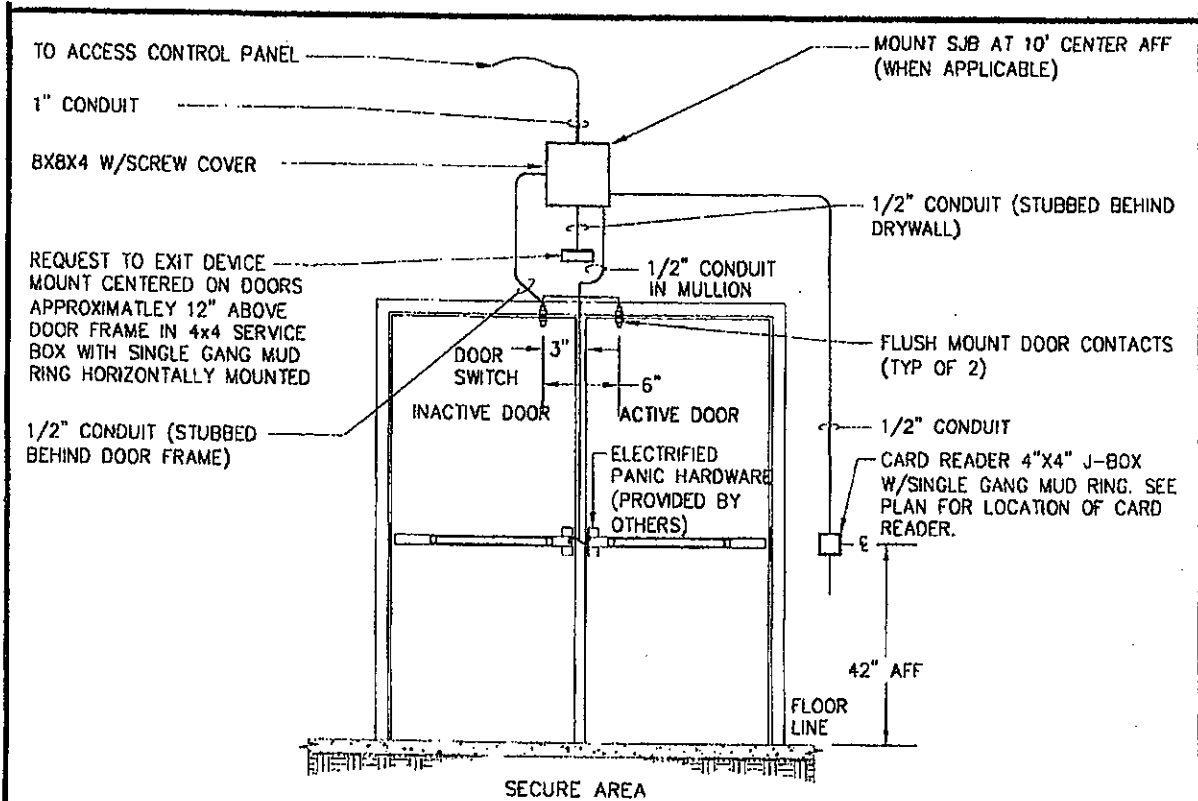 TO ACCESS CONTROL PANEL
1" CONDUIT
8X8X4 W/SCREW COVER
REQUEST TO EXIT DEVICE
MOUNT CENTERED ON DOORS
APPROXIMATLEY 12" ABOVE
DOOR FRAME IN 4x4 SERVICE
BOX WITH SINGLE GANG MUD
RING HORIZONTALLY MOUNTED
1/2" CONDUIT (STUBBED
BEHIND DOOR FRAME)
MOUNT SJB AT 10' CENTER AFF
(WHEN APPLICABLE)
1/2" CONDUIT (STUBBED BEHIND
DRYWALL)
1/2" CONDUIT
IN MULLION
FLUSH MOUNT DOOR CONTACTS
(TYP OF 2)
DOOR
SWITCH
3"
6"
INACTIVE DOOR
ACTIVE DOOR
ELECTRIFIED
PANIC HARDWARE
(PROVIDED BY
OTHERS)
1/2" CONDUIT
CARD READER 4"X4" J-BOX
W/SINGLE GANG MUD RING. SEE
PLAN FOR LOCATION OF CARD
READER.
℄
42" AFF
FLOOR
LINE
SECURE AREA